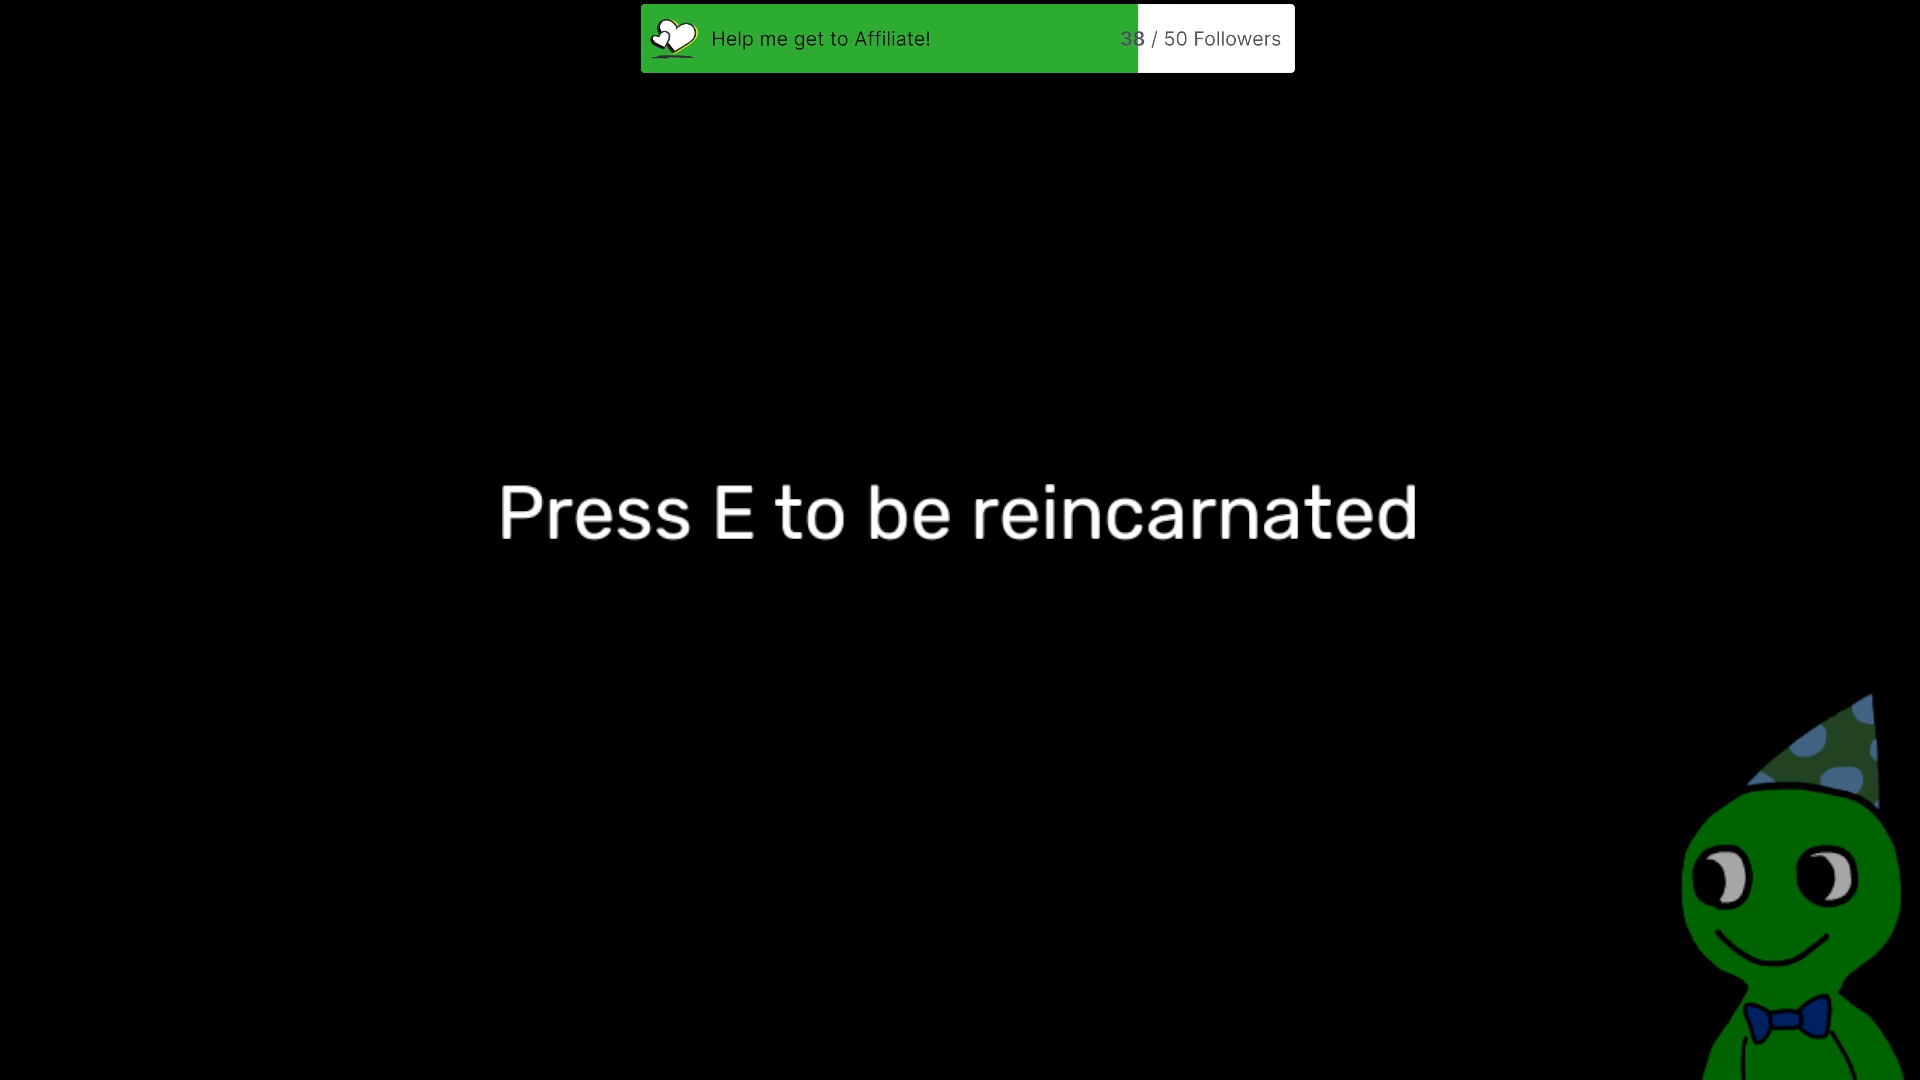 Help me get to Affiliate! 38 / 50 Followers
Press E to be reincarnated